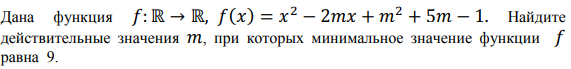 Дана функция f: ℝ → ℝ, f(x) = x² − 2mx + m² + 5m − 1. Найдите
действительные значения m, при которых минимальное значение функции f
равна 9.